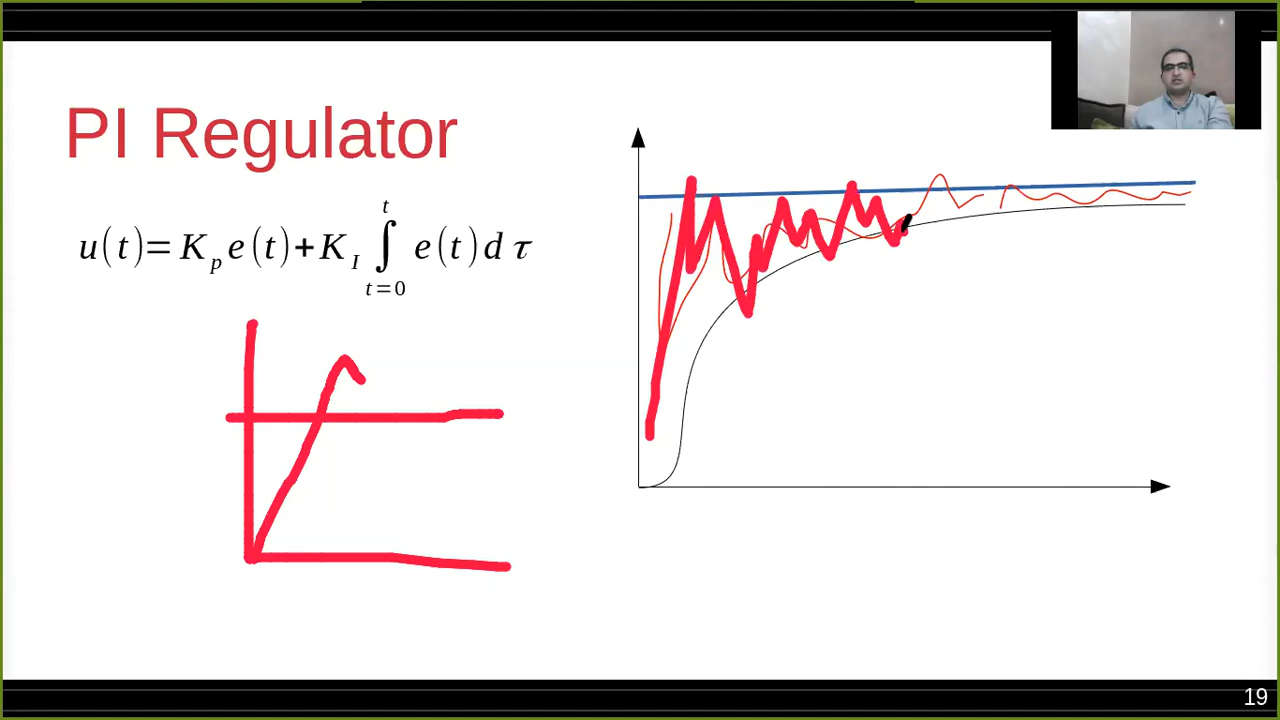 PI Regulator
u(t)=K_p e(t)+K_I ∫_{t=0}^{t} e(t)dτ
19